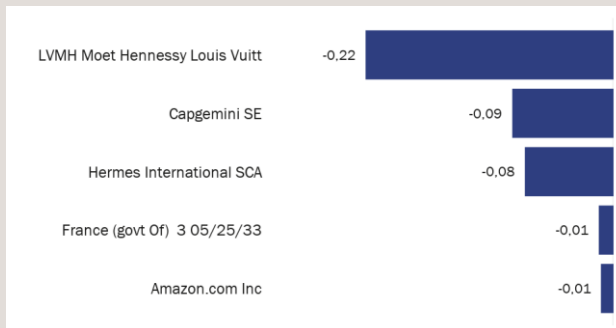 LVMH Moet Hennessy Louis Vuitt -0,22
Capgemini SE -0,09
Hermes International SCA -0,08
France (govt Of) 3 05/25/33 -0,01
Amazon.com Inc -0,01